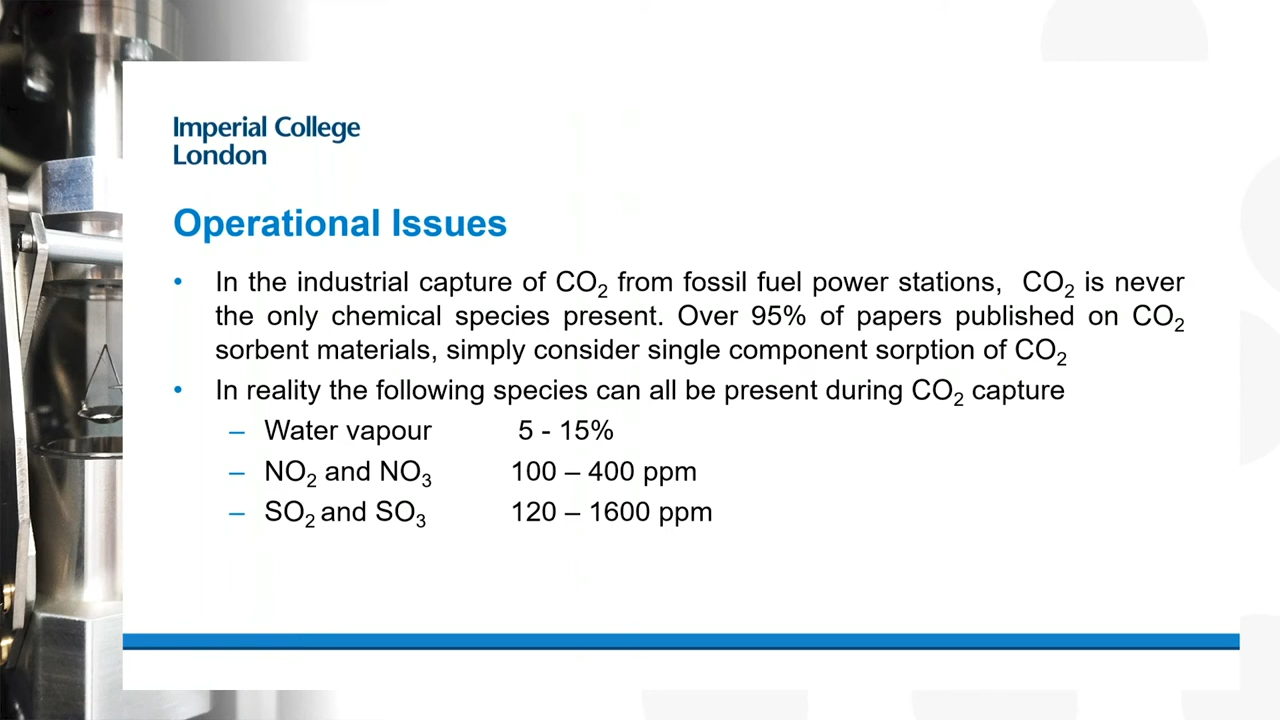 Imperial College
London
Operational Issues
• In the industrial capture of CO₂ from fossil fuel power stations, CO₂ is never
the only chemical species present. Over 95% of papers published on CO₂
sorbent materials, simply consider single component sorption of CO₂
• In reality the following species can all be present during CO₂ capture
– Water vapour 5 - 15%
– NO₂ and NO₃ 100 – 400 ppm
– SO₂ and SO₃ 120 – 1600 ppm